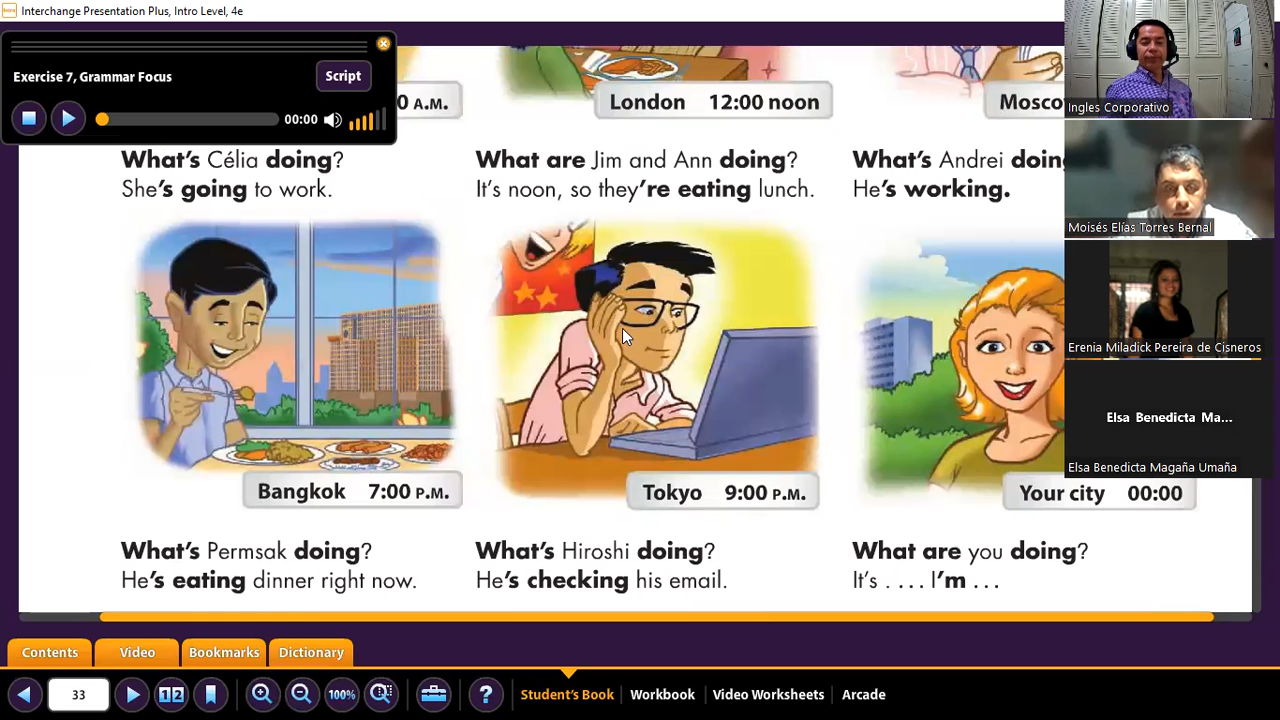 Interchange Presentation Plus, Intro Level, 4e
Exercise 7, Grammar Focus
Script
00:00
0 A.M.
London 12:00 noon
Mosco
Ingles Corporativo
What's Célia doing?
She's going to work.
What are Jim and Ann doing?
It's noon, so they're eating lunch.
What's Andrei doin
He's working.
Moisés Elías Torres Bernal
Erenia Miladick Pereira de Cisneros
Elsa Benedicta Ma...
Elsa Benedicta Magaña Umaña
Bangkok 7:00 P.M.
Tokyo 9:00 P.M.
Your city 00:00
What's Permsak doing?
He's eating dinner right now.
What's Hiroshi doing?
He's checking his email.
What are you doing?
It's . . . . I'm . . .
Contents
Video
Bookmarks
Dictionary
33
1 2
100%
?
Student's Book
Workbook
Video Worksheets
Arcade